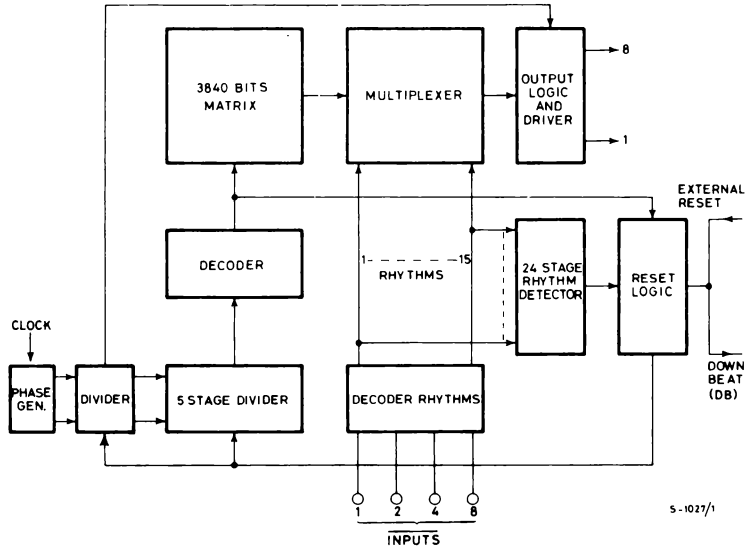 3840 BITS
MATRIX
MULTIPLEXER
OUTPUT
LOGIC
AND
DRIVER
8
1
EXTERNAL
RESET
DECODER
1 - - - - - 15
RHYTHMS
24 STAGE
RHYTHM
DETECTOR
RESET
LOGIC
CLOCK
PHASE
GEN.
DIVIDER
5 STAGE DIVIDER
DECODER RHYTHMS
DOWN
BEAT
(DB)
1 2 4 8
INPUTS
S-1027/1